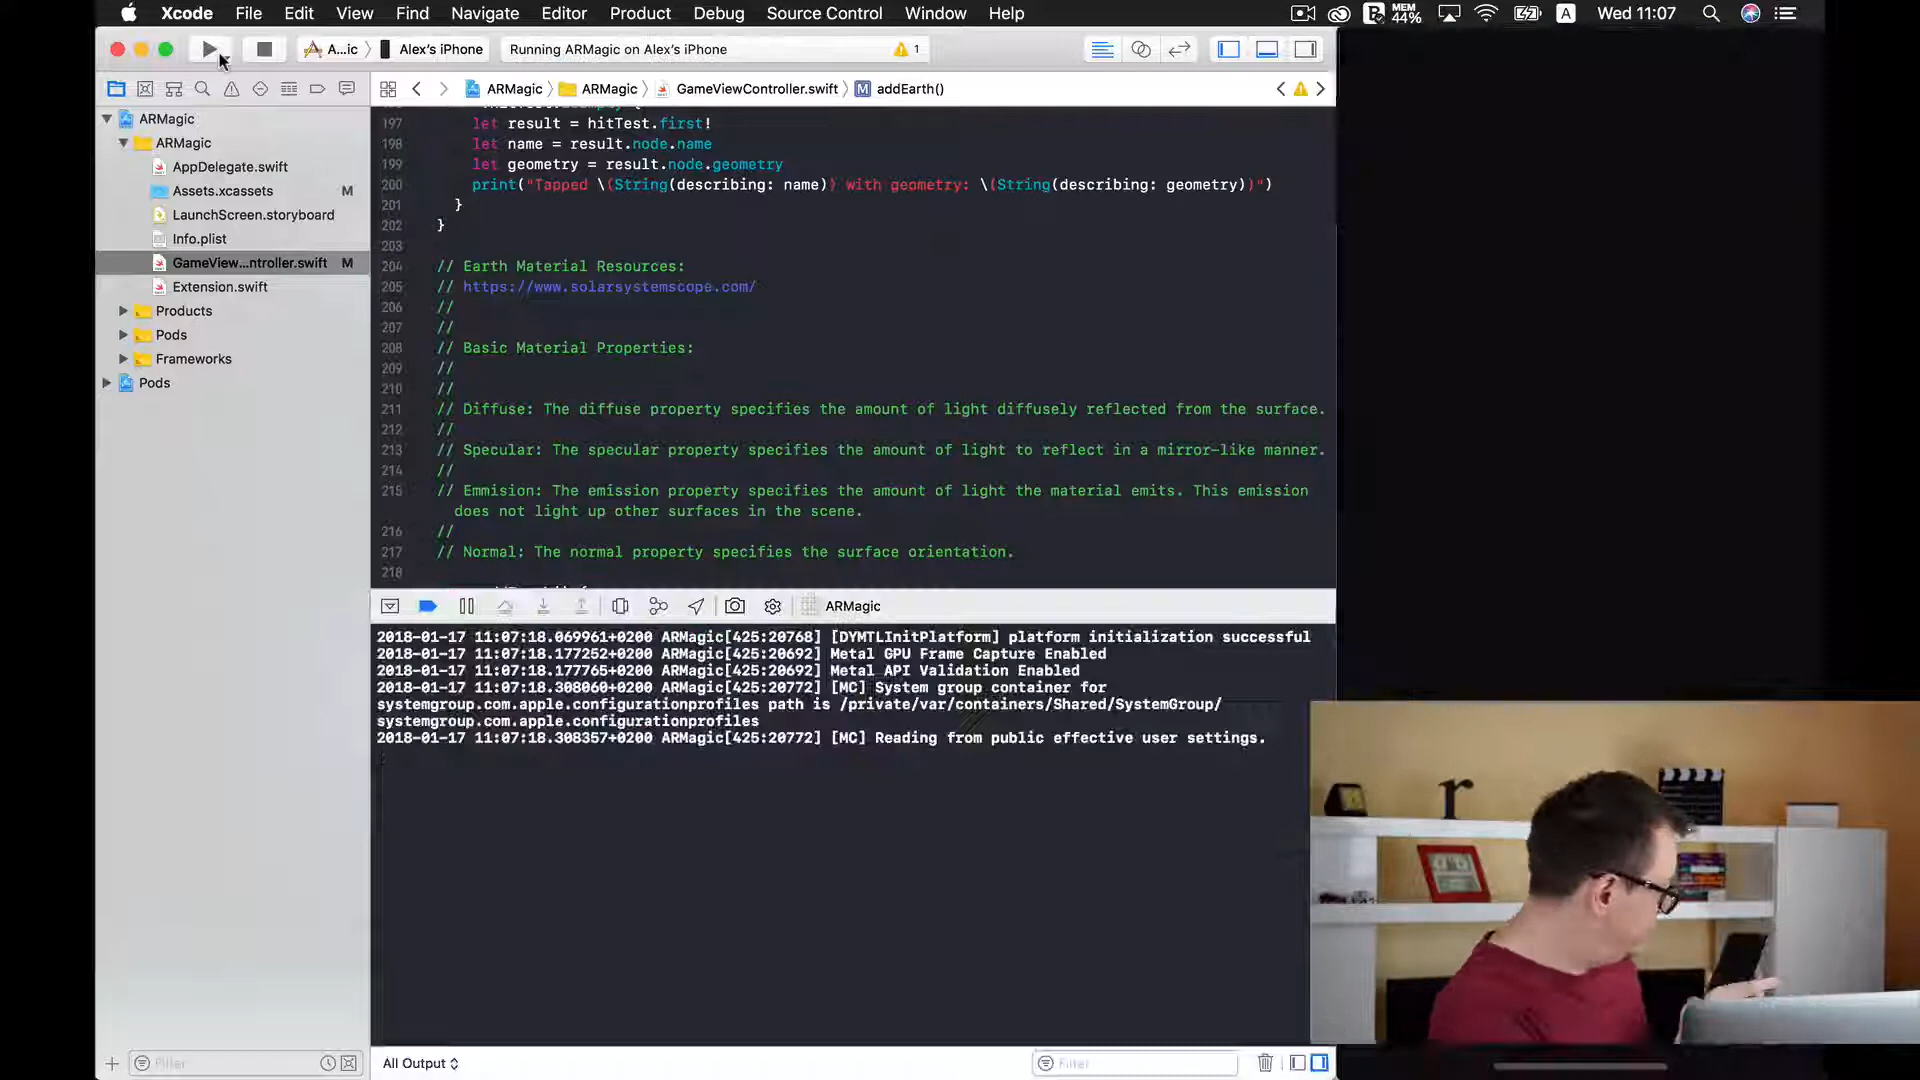 Xcode File Edit View Find Navigate Editor Product Debug Source Control Window Help MEM 44% A Wed 11:07
A...ic Alex's iPhone Running ARMagic on Alex's iPhone 1
ARMagic ARMagic GameViewController.swift M addEarth()
ARMagic
ARMagic
AppDelegate.swift
Assets.xcassets M
LaunchScreen.storyboard
Info.plist
GameView...ntroller.swift M
Extension.swift
Products
Pods
Frameworks
Pods
197 let result = hitTest.first!
198 let name = result.node.name
199 let geometry = result.node.geometry
200 print("Tapped \(String(describing: name)) with geometry: \(String(describing: geometry))")
201 }
202 }
203
204 // Earth Material Resources:
205 // https://www.solarsystemscope.com/
206 //
207 //
208 // Basic Material Properties:
209 //
210 //
211 // Diffuse: The diffuse property specifies the amount of light diffusely reflected from the surface.
212 //
213 // Specular: The specular property specifies the amount of light to reflect in a mirror-like manner.
214 //
215 // Emmision: The emission property specifies the amount of light the material emits. This emission
does not light up other surfaces in the scene.
216 //
217 // Normal: The normal property specifies the surface orientation.
218
ARMagic
2018-01-17 11:07:18.069961+0200 ARMagic[425:20768] [DYMTLInitPlatform] platform initialization successful
2018-01-17 11:07:18.177252+0200 ARMagic[425:20692] Metal GPU Frame Capture Enabled
2018-01-17 11:07:18.177765+0200 ARMagic[425:20692] Metal API Validation Enabled
2018-01-17 11:07:18.308060+0200 ARMagic[425:20772] [MC] System group container for
systemgroup.com.apple.configurationprofiles path is /private/var/containers/Shared/SystemGroup/
systemgroup.com.apple.configurationprofiles
2018-01-17 11:07:18.308357+0200 ARMagic[425:20772] [MC] Reading from public effective user settings.
Filter All Output Filter